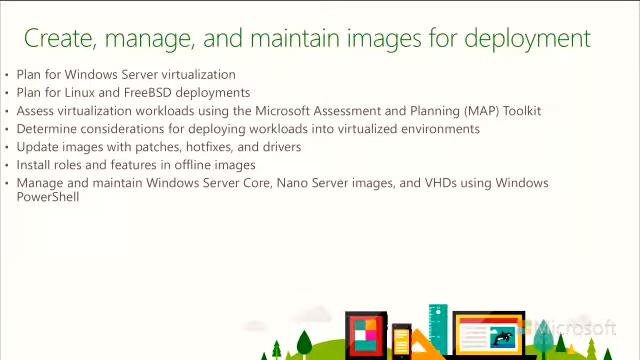 Create, manage, and maintain images for deployment
• Plan for Windows Server virtualization
• Plan for Linux and FreeBSD deployments
• Assess virtualization workloads using the Microsoft Assessment and Planning (MAP) Toolkit
• Determine considerations for deploying workloads into virtualized environments
• Update images with patches, hotfixes, and drivers
• Install roles and features in offline images
• Manage and maintain Windows Server Core, Nano Server images, and VHDs using Windows
PowerShell
Microsoft